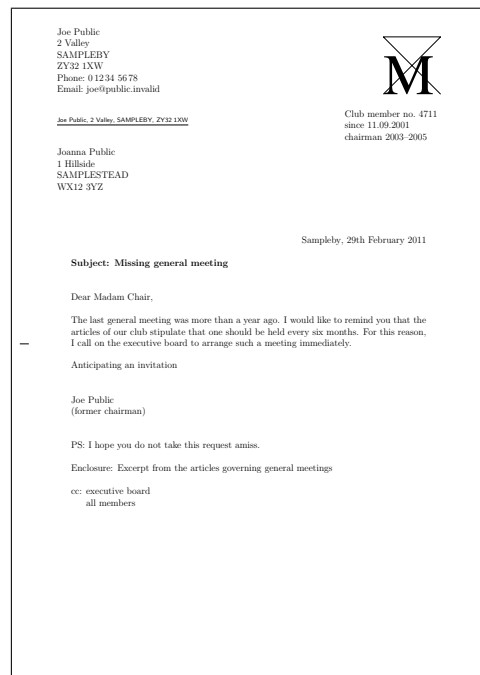 Joe Public
2 Valley
SAMPLEBY
ZY32 1XW
Phone: 0 12 34 56 78
Email: joe@public.invalid
M
Club member no. 4711
since 11.09.2001
chairman 2003–2005
Joe Public, 2 Valley, SAMPLEBY, ZY32 1XW
Joanna Public
1 Hillside
SAMPLESTEAD
WX12 3YZ
Sampleby, 29th February 2011
Subject: Missing general meeting
Dear Madam Chair,
The last general meeting was more than a year ago. I would like to remind you that the
articles of our club stipulate that one should be held every six months. For this reason,
I call on the executive board to arrange such a meeting immediately.
Anticipating an invitation
Joe Public
(former chairman)
PS: I hope you do not take this request amiss.
Enclosure: Excerpt from the articles governing general meetings
cc: executive board
all members